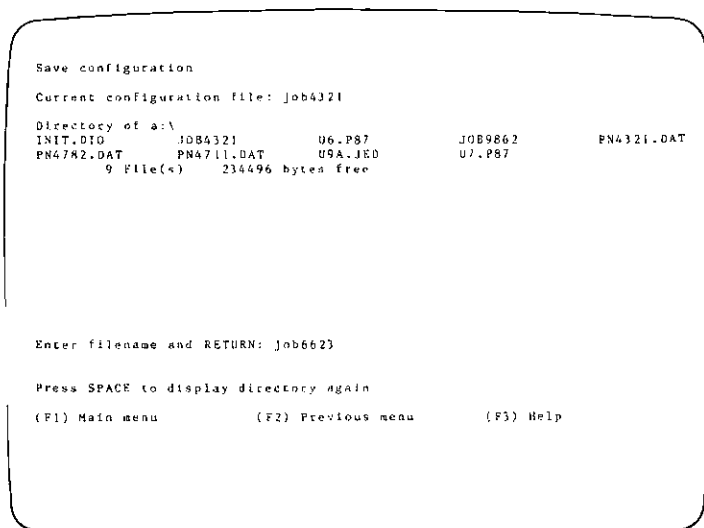 Save configuration
Current configuration file: job4321
Directory of a:\
INIT.DIO JOB4321 U6.P87 JOB9862 PN4321.DAT
PN4782.DAT PN4711.DAT U9A.JED U7.P87
9 File(s) 234496 bytes free
Enter filename and RETURN: job6623
Press SPACE to display directory again
(F1) Main menu (F2) Previous menu (F3) Help